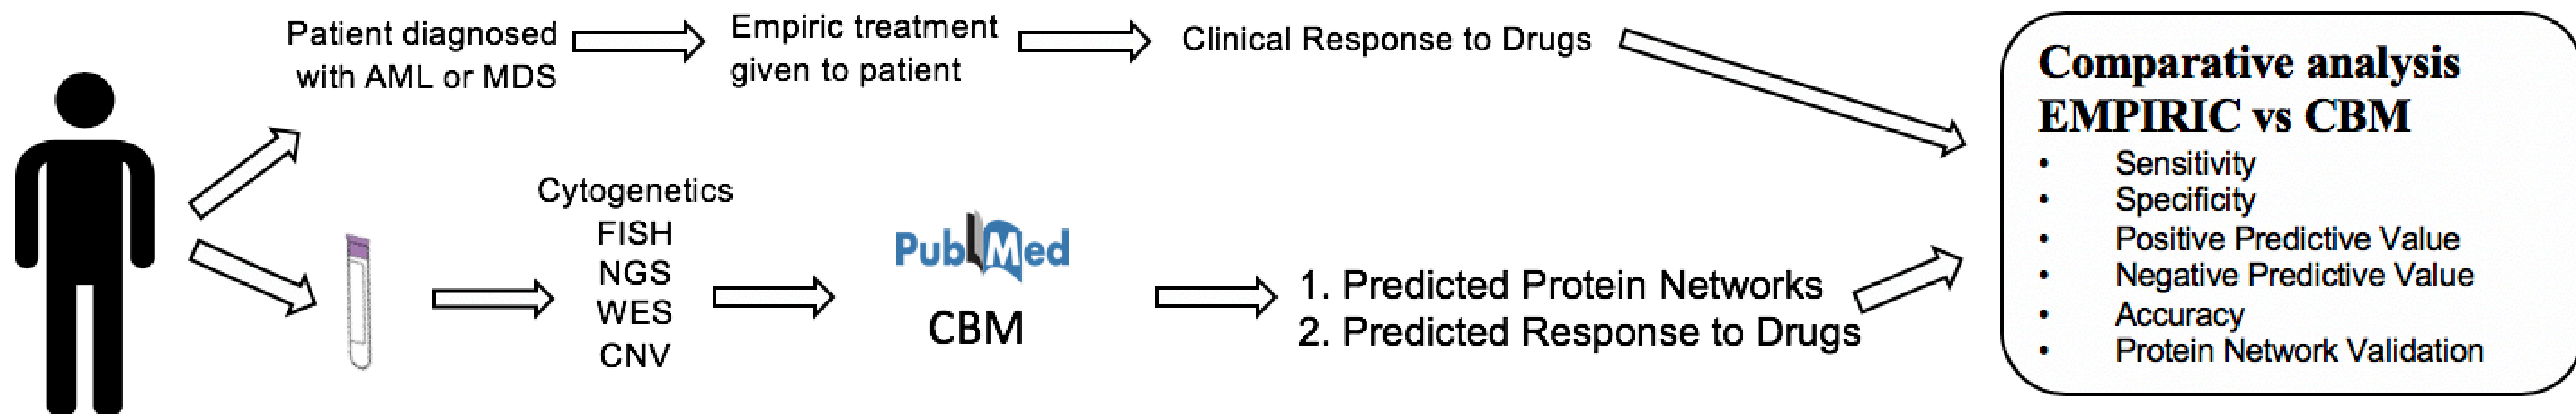 Patient diagnosed
with AML or MDS
Empiric treatment
given to patient
Clinical Response to Drugs
Cytogenetics
FISH
NGS
WES
CNV
PubMed
CBM
1. Predicted Protein Networks
2. Predicted Response to Drugs
Comparative analysis
EMPIRIC vs CBM
• Sensitivity
• Specificity
• Positive Predictive Value
• Negative Predictive Value
• Accuracy
• Protein Network Validation